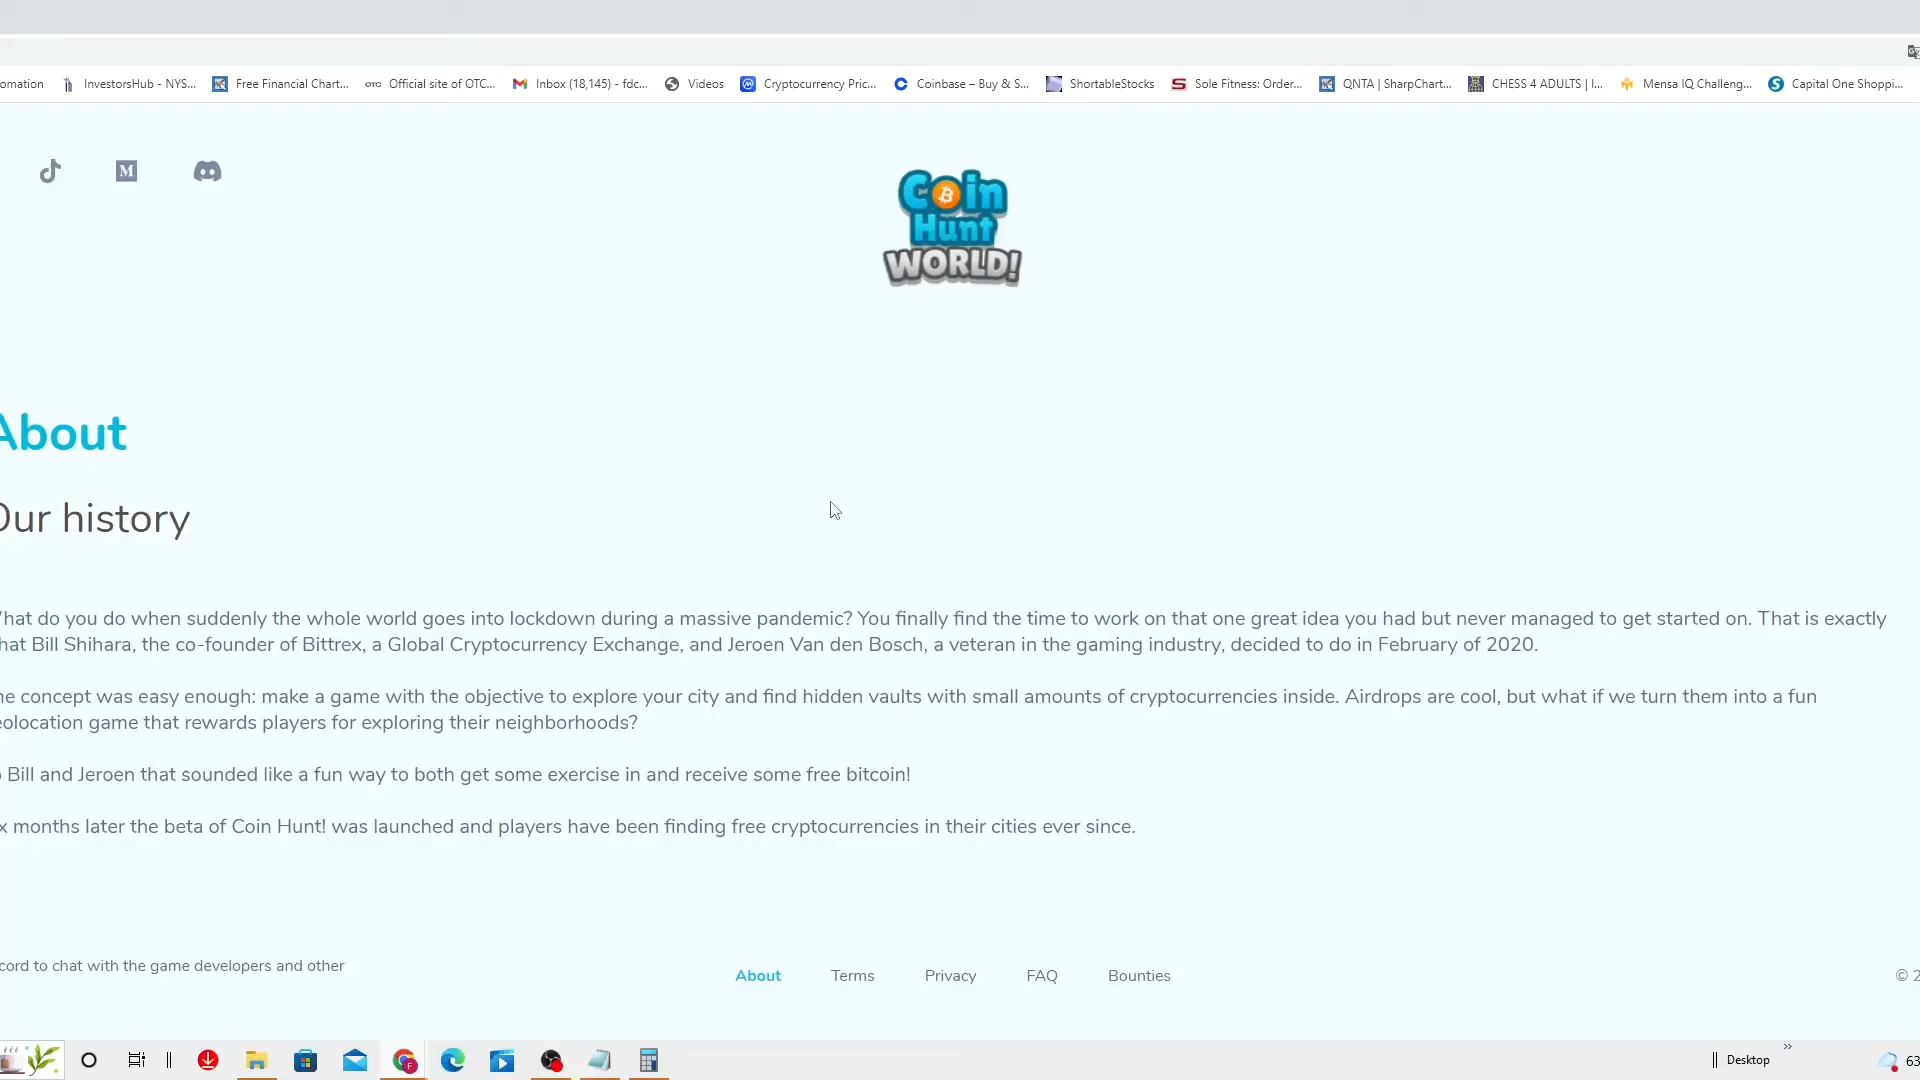 omation InvestorsHub - NYS... Free Financial Chart... OTC Official site of OTC... Inbox (18,145) - fdc... Videos Cryptocurrency Pric... Coinbase – Buy & S... ShortableStocks Sole Fitness: Order... QNTA | SharpChart... CHESS 4 ADULTS | I... Mensa IQ Challeng... Capital One Shoppi...
M
Coin
Hunt
WORLD!
About
Our history
hat do you do when suddenly the whole world goes into lockdown during a massive pandemic? You finally find the time to work on that one great idea you had but never managed to get started on. That is exactly
hat Bill Shihara, the co-founder of Bittrex, a Global Cryptocurrency Exchange, and Jeroen Van den Bosch, a veteran in the gaming industry, decided to do in February of 2020.
he concept was easy enough: make a game with the objective to explore your city and find hidden vaults with small amounts of cryptocurrencies inside. Airdrops are cool, but what if we turn them into a fun
eolocation game that rewards players for exploring their neighborhoods?
o Bill and Jeroen that sounded like a fun way to both get some exercise in and receive some free bitcoin!
x months later the beta of Coin Hunt! was launched and players have been finding free cryptocurrencies in their cities ever since.
cord to chat with the game developers and other
About Terms Privacy FAQ Bounties © 2
Desktop » 63